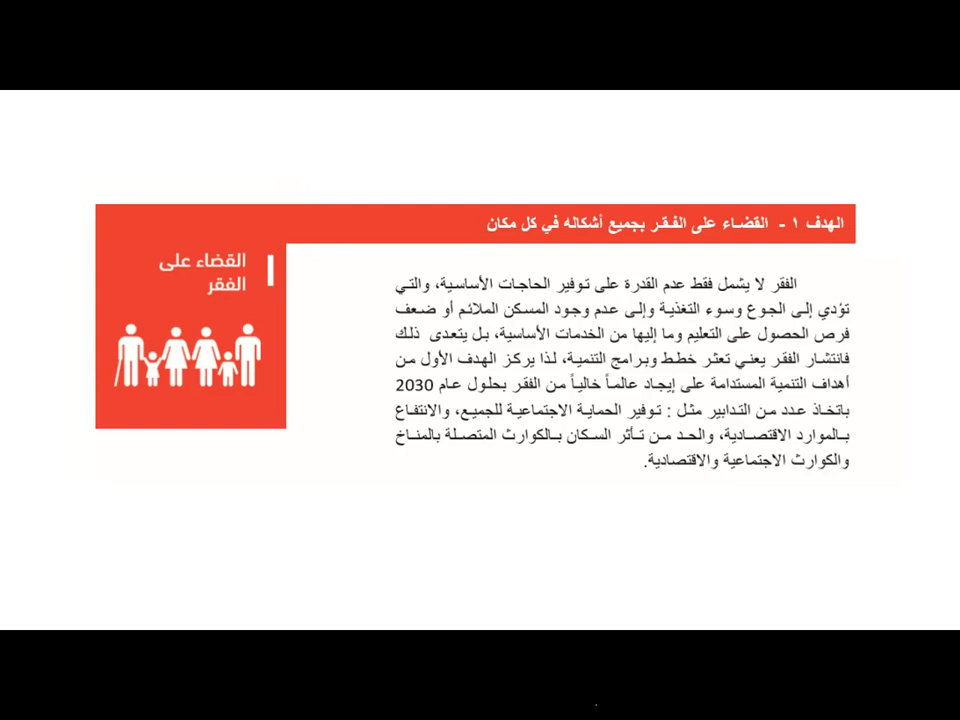 الهدف ١ - القضاء على الفقر بجميع أشكاله في كل مكان
١
القضاء على
الفقر
الفقر لا يشمل فقط عدم القدرة على توفير الحاجات الأساسية، والتي
تؤدي إلى الجوع وسوء التغذية وإلى عدم وجود المسكن الملائم أو ضعف
فرص الحصول على التعليم وما إليها من الخدمات الأساسية، بل يتعدى ذلك
فانتشار الفقر يعني تعثر خطط وبرامج التنمية، لذا يركز الهدف الأول من
أهداف التنمية المستدامة على إيجاد عالماً خالياً من الفقر بحلول عام 2030
باتخاذ عدد من التدابير مثل : توفير الحماية الاجتماعية للجميع، والانتفاع
بالموارد الاقتصادية، والحد من تأثر السكان بالكوارث المتصلة بالمناخ
والكوارث الاجتماعية والاقتصادية.